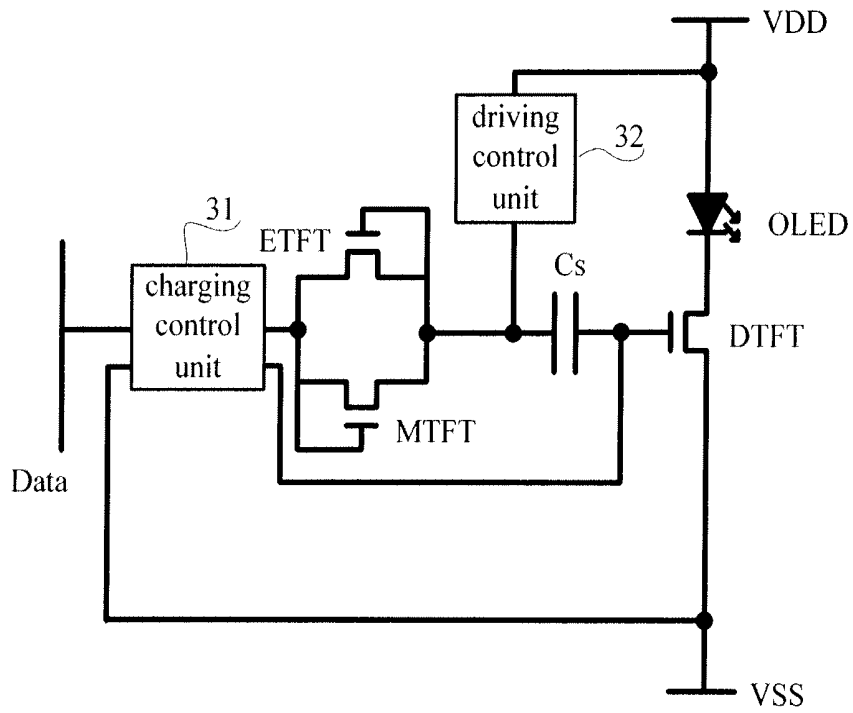 VDD
driving
control
unit
32
OLED
31
ETFT
Cs
charging
control
unit
DTFT
MTFT
Data
VSS